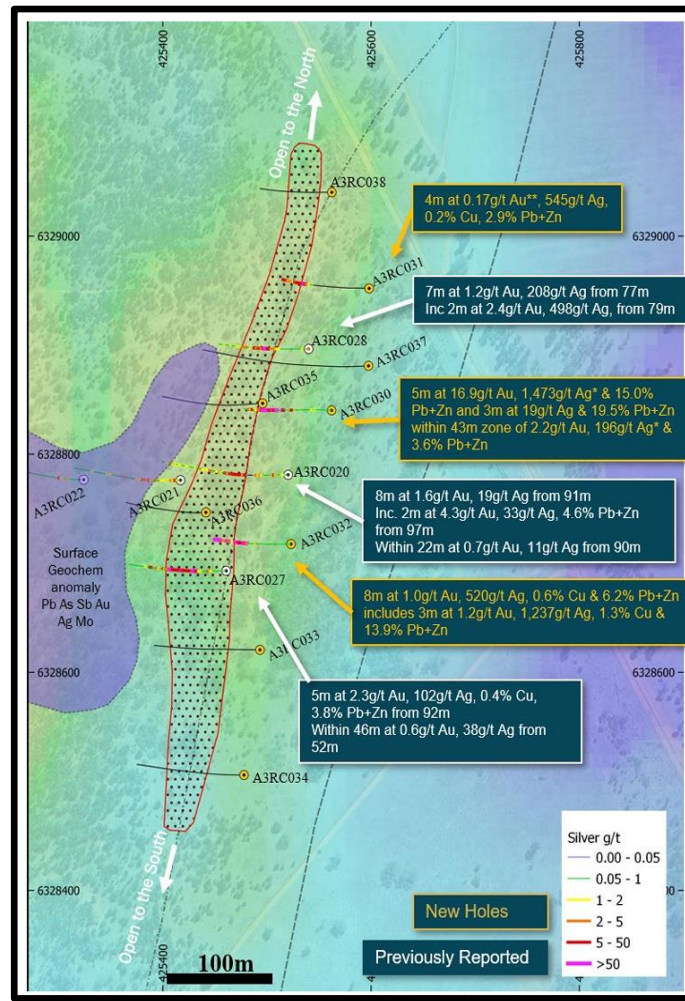 425400
425600
425800
Open to the North
A3RC038
4m at 0.17g/t Au**, 545g/t Ag,
0.2% Cu, 2.9% Pb+Zn
6329000
6329000
A3RC031
7m at 1.2g/t Au, 208g/t Ag from 77m
Inc 2m at 2.4g/t Au, 498g/t Ag, from 79m
A3RC028
A3RC037
A3RC035
5m at 16.9g/t Au, 1,473g/t Ag* & 15.0%
Pb+Zn and 3m at 19g/t Ag & 19.5% Pb+Zn
within 43m zone of 2.2g/t Au, 196g/t Ag* &
3.6% Pb+Zn
A3RC030
6328800
6328800
A3RC020
A3RC022
A3RC021
8m at 1.6g/t Au, 19g/t Ag from 91m
Inc. 2m at 4.3g/t Au, 33g/t Ag, 4.6% Pb+Zn
from 97m
Within 22m at 0.7g/t Au, 11g/t Ag from 90m
A3RC036
A3RC032
Surface
Geochem
anomaly
Pb As Sb Au
Ag Mo
A3RC027
8m at 1.0g/t Au, 520g/t Ag, 0.6% Cu & 6.2% Pb+Zn
includes 3m at 1.2g/t Au, 1,237g/t Ag, 1.3% Cu &
13.9% Pb+Zn
A3RC033
6328600
6328600
5m at 2.3g/t Au, 102g/t Ag, 0.4% Cu,
3.8% Pb+Zn from 92m
Within 46m at 0.6g/t Au, 38g/t Ag from
52m
A3RC034
Open to the South
Silver g/t
0.00 - 0.05
0.05 - 1
1 - 2
2 - 5
5 - 50
>50
6328400
6328400
New Holes
Previously Reported
425400
100m
425600
425800